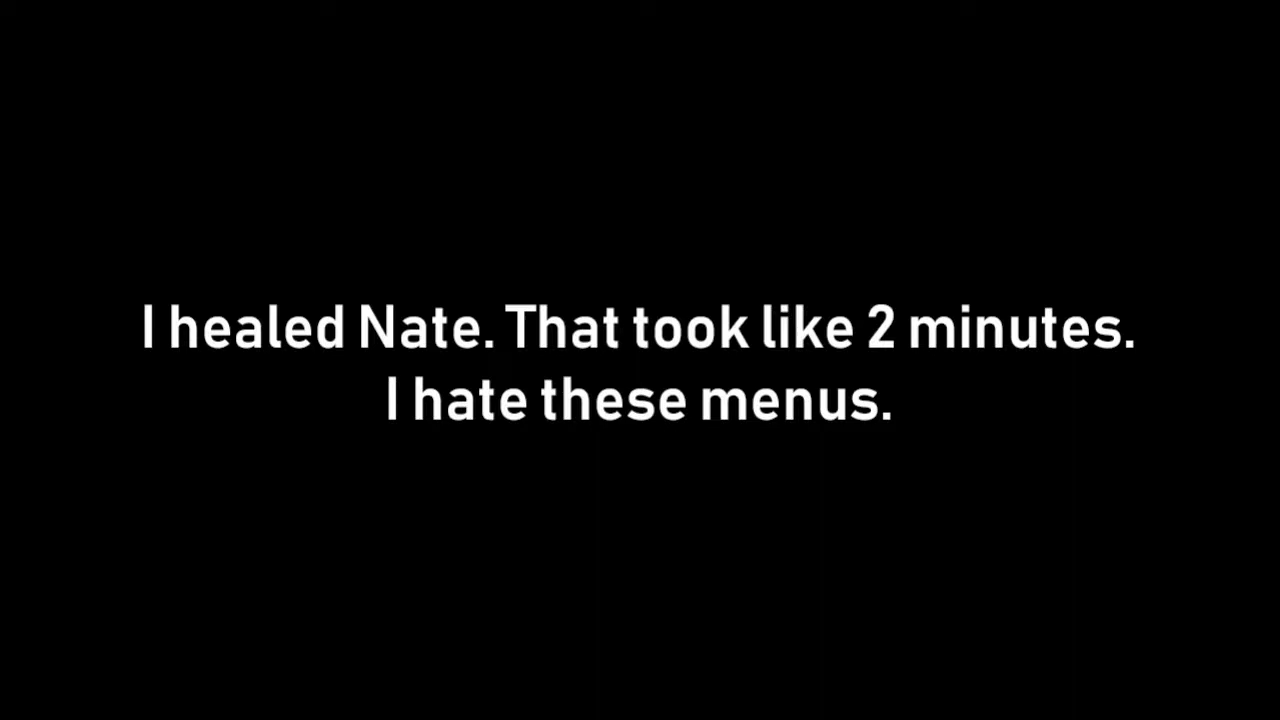 I healed Nate. That took like 2 minutes.
I hate these menus.